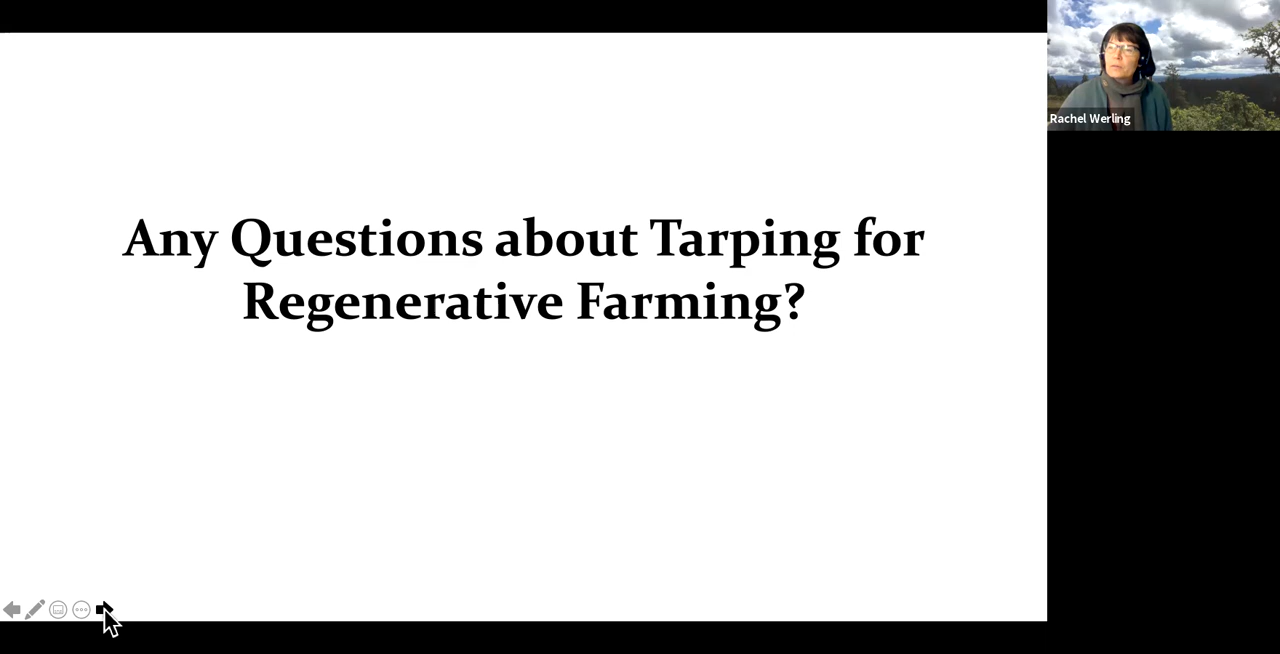 Any Questions about Tarping for
Regenerative Farming?
Rachel Werling